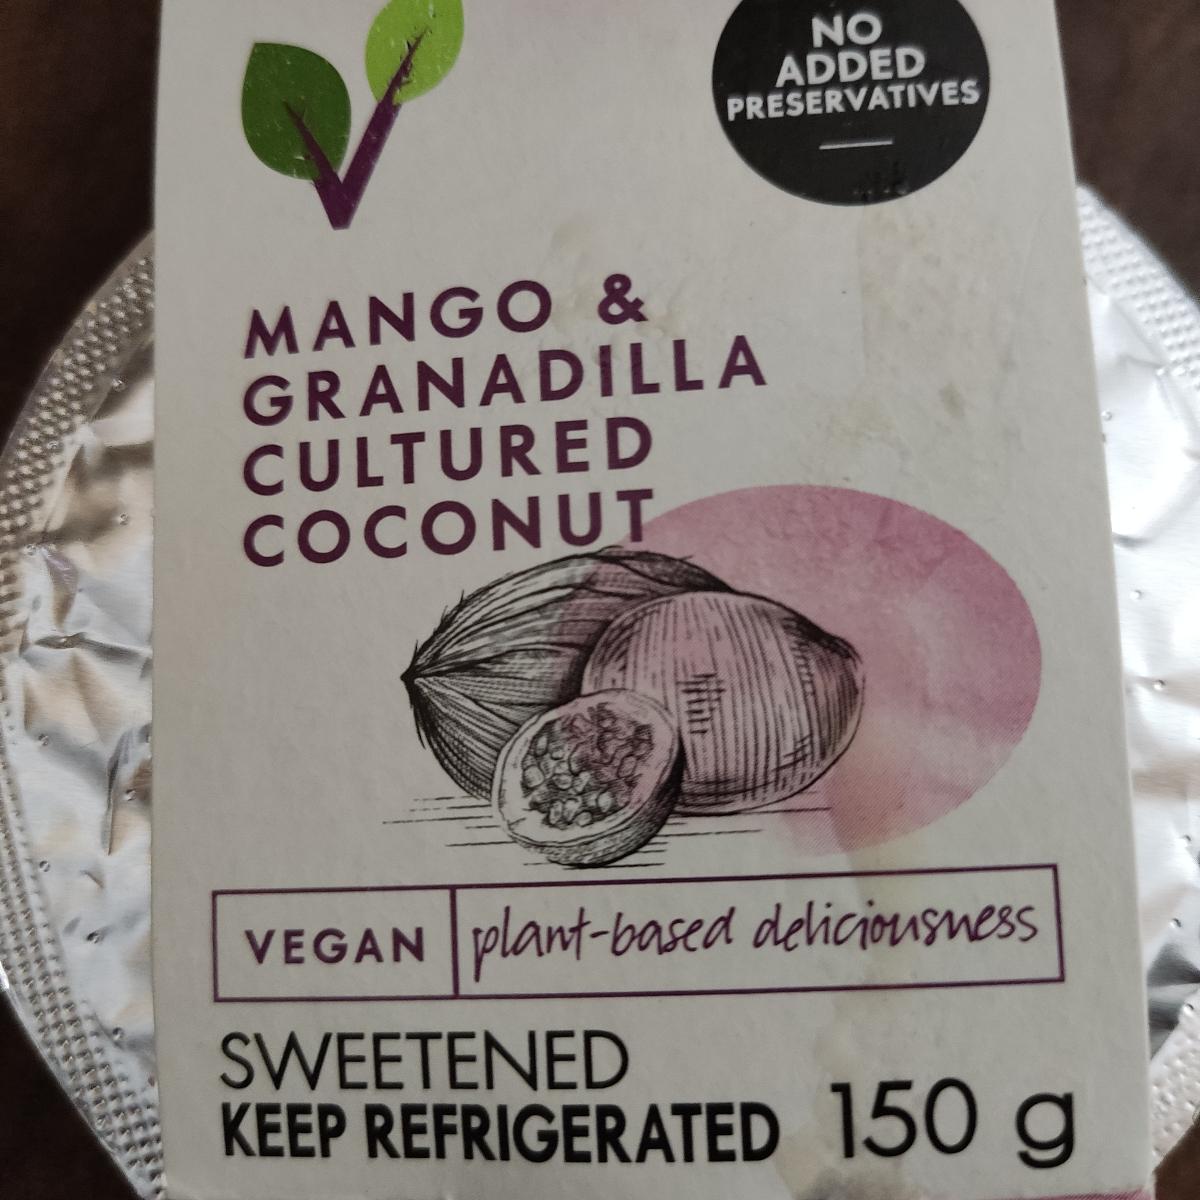 NO
ADDED
PRESERVATIVES
MANGO &
GRANADILLA
CULTURED
COCONUT
VEGAN plant-based deliciousness
SWEETENED
KEEP REFRIGERATED 150 g